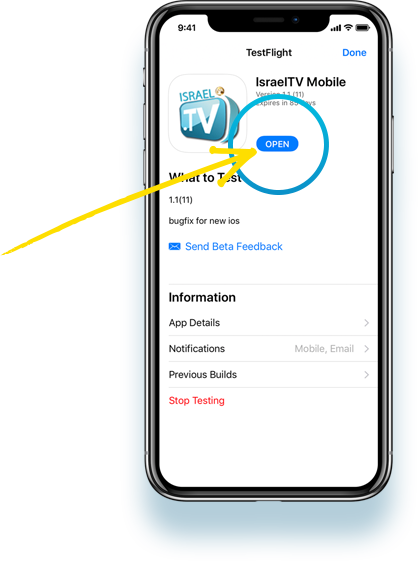 9:41
TestFlight
Done
ISRAEL
TV
IsraelTV Mobile
Version 1.1 (11)
Expires in 85 Days
OPEN
What to Test
1.1(11)
bugfix for new ios
Send Beta Feedback
Information
App Details
Notifications
Mobile, Email
Previous Builds
Stop Testing